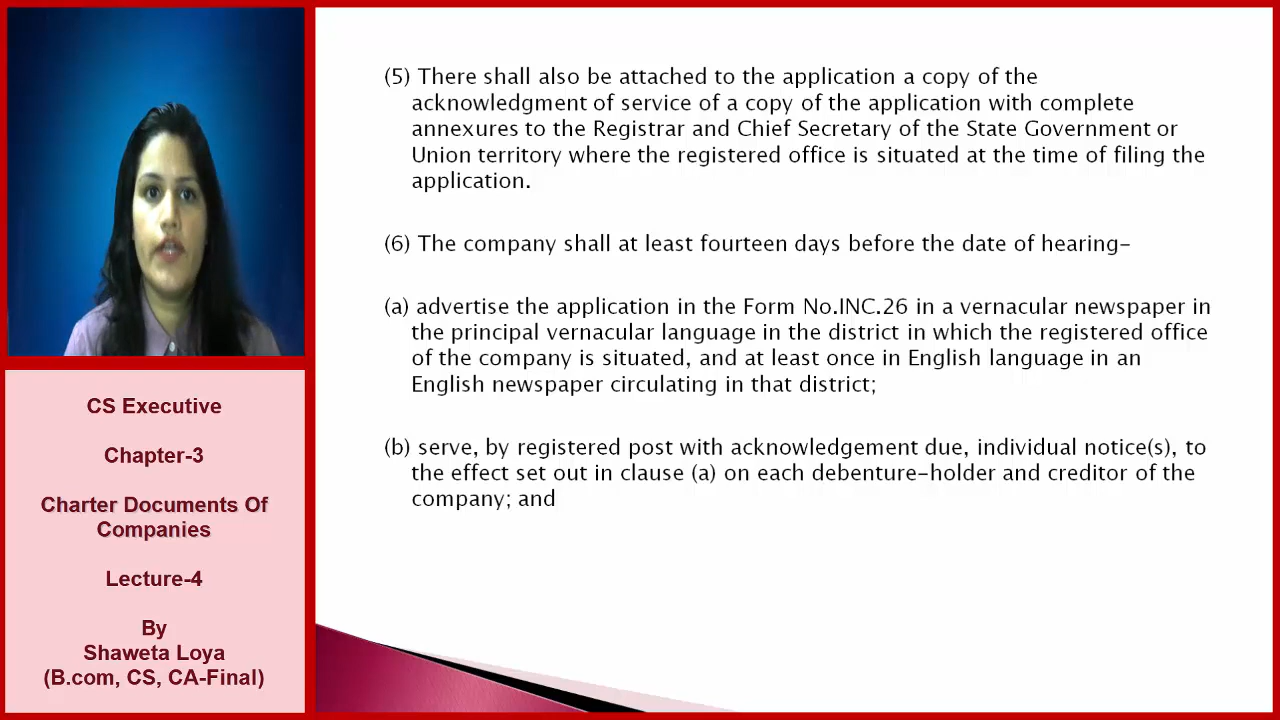 (5) There shall also be attached to the application a copy of the
acknowledgment of service of a copy of the application with complete
annexures to the Registrar and Chief Secretary of the State Government or
Union territory where the registered office is situated at the time of filing the
application.
(6) The company shall at least fourteen days before the date of hearing–
(a) advertise the application in the Form No.INC.26 in a vernacular newspaper in
the principal vernacular language in the district in which the registered office
of the company is situated, and at least once in English language in an
English newspaper circulating in that district;
(b) serve, by registered post with acknowledgement due, individual notice(s), to
the effect set out in clause (a) on each debenture–holder and creditor of the
company; and
CS Executive
Chapter-3
Charter Documents Of
Companies
Lecture-4
By
Shaweta Loya
(B.com, CS, CA-Final)